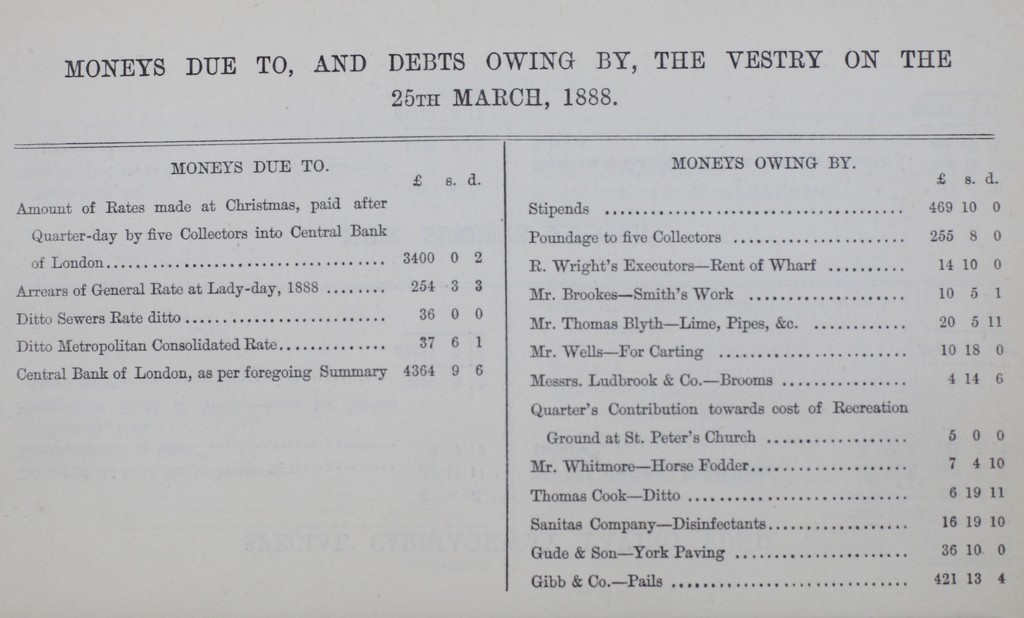 MONEYS DUE TO, AND DEBTS OWING BY, THE VESTRY ON THE
25TH MARCH, 1888.
MONEYS DUE TO.
£ s. d.
Amount of Rates made at Christmas, paid after
Quarter-day by five Collectors into Central Bank
of London................................. 3400 0 2
Arrears of General Rate at Lady-day, 1888 ........ 254 3 3
Ditto Sewers Rate ditto........................... 36 0 0
Ditto Metropolitan Consolidated Rate............. 37 6 1
Central Bank of London, as per foregoing Summary 4364 9 6
MONEYS OWING BY.
£ s. d.
Stipends ..................................... 469 10 0
Poundage to five Collectors ...................... 255 8 0
R. Wright's Executors—Rent of Wharf .......... 14 10 0
Mr. Brookes—Smith's Work .................... 10 5 1
Mr. Thomas Blyth—Lime, Pipes, &c. ............ 20 5 11
Mr. Wells—For Carting ........................ 10 18 0
Messrs. Ludbrook & Co.—Brooms ................ 4 14 6
Quarter's Contribution towards cost of Recreation
Ground at St. Peter's Church .................. 5 0 0
Mr. Whitmore—Horse Fodder.................... 7 4 10
Thomas Cook—Ditto ............................ 6 19 11
Sanitas Company—Disinfectants.................. 16 19 10
Gude & Son—York Paving ...................... 36 10 0
Gibb & Co.—Pails .............................. 421 13 4